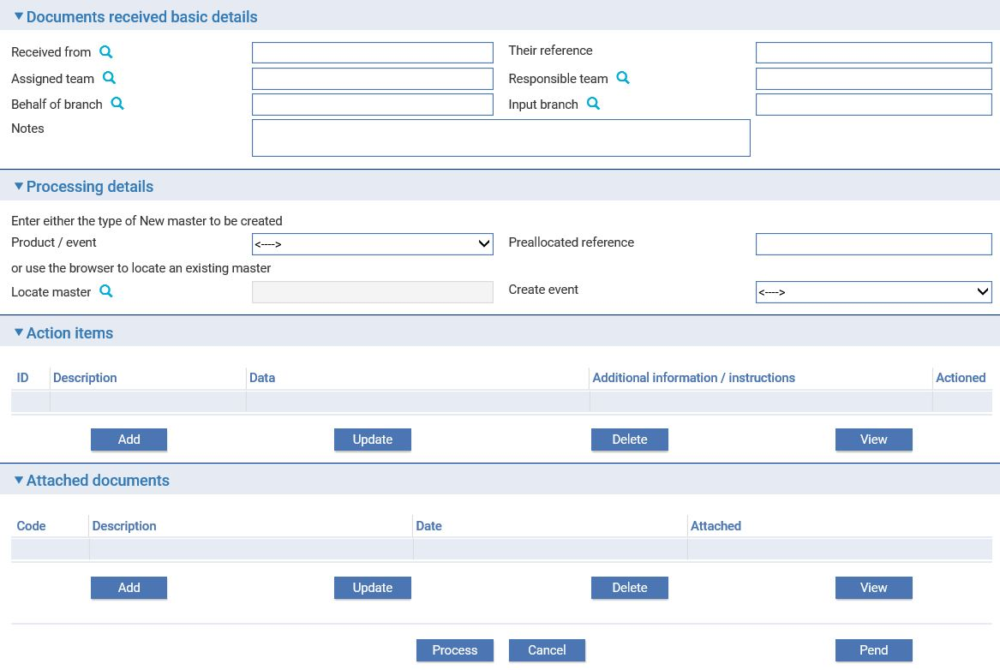 Documents received basic details
Received from Their reference
Assigned team Responsible team
Behalf of branch Input branch
Notes
Processing details
Enter either the type of New master to be created
Product / event <----> Preallocated reference
or use the browser to locate an existing master
Locate master Create event <---->
Action items
ID Description Data Additional information / instructions Actioned
Add Update Delete View
Attached documents
Code Description Date Attached
Add Update Delete View
Process Cancel Pend